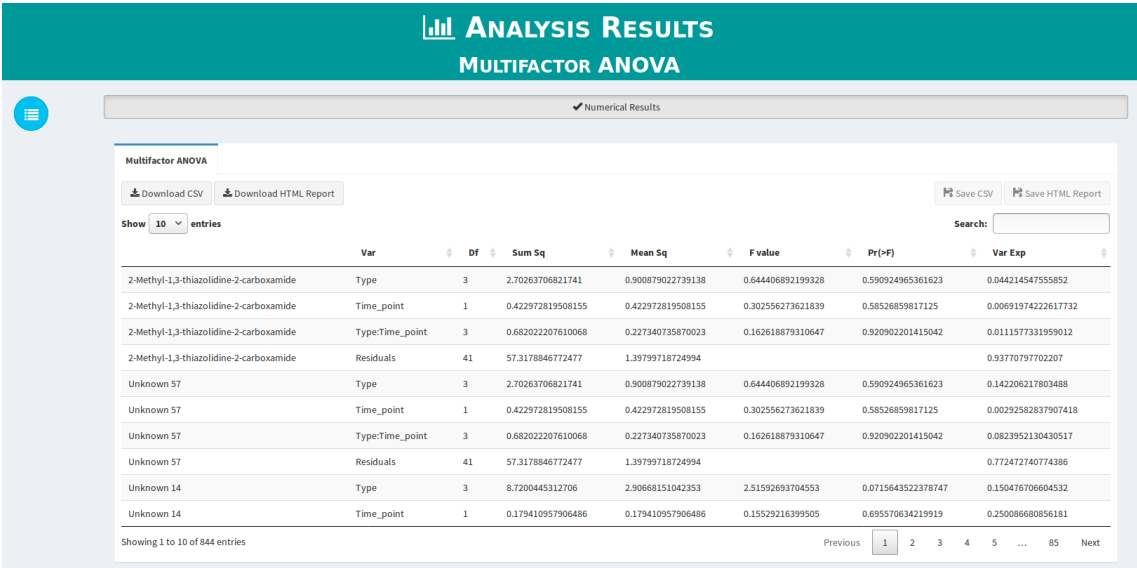 ANALYSIS RESULTS
MULTIFACTOR ANOVA
Numerical Results
Multifactor ANOVA
Download CSV Download HTML Report Save CSV Save HTML Report
Show 10 entries Search:
Var Df Sum Sq Mean Sq F value Pr(>F) Var Exp
2-Methyl-1,3-thiazolidine-2-carboxamide Type 3 2.70263706821741 0.900879022739138 0.644406892199328 0.590924965361623 0.044214547555852
2-Methyl-1,3-thiazolidine-2-carboxamide Time_point 1 0.422972819508155 0.422972819508155 0.302556273621839 0.58526859817125 0.00691974222617732
2-Methyl-1,3-thiazolidine-2-carboxamide Type:Time_point 3 0.682022207610068 0.227340735870023 0.162618879310647 0.920902201415042 0.0111577331959012
2-Methyl-1,3-thiazolidine-2-carboxamide Residuals 41 57.3178846772477 1.39799718724994 0.93770797702207
Unknown 57 Type 3 2.70263706821741 0.900879022739138 0.644406892199328 0.590924965361623 0.142206217803488
Unknown 57 Time_point 1 0.422972819508155 0.422972819508155 0.302556273621839 0.58526859817125 0.00292582837907418
Unknown 57 Type:Time_point 3 0.682022207610068 0.227340735870023 0.162618879310647 0.920902201415042 0.0823952130430517
Unknown 57 Residuals 41 57.3178846772477 1.39799718724994 0.772472740774386
Unknown 14 Type 3 8.7200445312706 2.90668151042353 2.51592693704553 0.0715643522378747 0.150476706604532
Unknown 14 Time_point 1 0.179410957906486 0.179410957906486 0.15529216399505 0.695570634219919 0.250086680856181
Showing 1 to 10 of 844 entries Previous 1 2 3 4 5 ... 85 Next